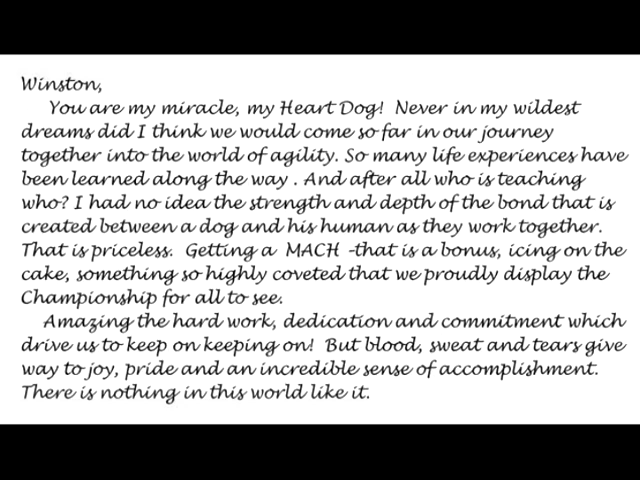 Winston,
You are my miracle, my Heart Dog! Never in my wildest
dreams did I think we would come so far in our journey
together into the world of agility. So many life experiences have
been learned along the way . And after all who is teaching
who? I had no idea the strength and depth of the bond that is
created between a dog and his human as they work together.
That is priceless. Getting a MACH -that is a bonus, icing on the
cake, something so highly coveted that we proudly display the
Championship for all to see.
Amazing the hard work, dedication and commitment which
drive us to keep on keeping on! But blood, sweat and tears give
way to joy, pride and an incredible sense of accomplishment.
There is nothing in this world like it.